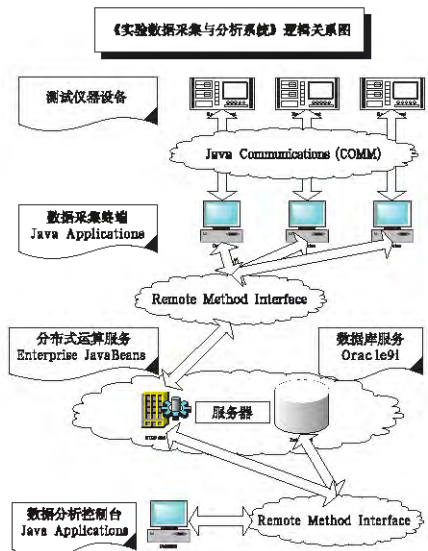 《实验数据采集与分析系统》逻辑关系图
测试仪器设备
Java Communications (COMM)
数据采集终端
Java Applications
Remote Method Interface
分布式运算服务
Enterprise JavaBeans
数据库服务
Oracle9i
服务器
数据分析控制台
Java Applications
Remote Method Interface